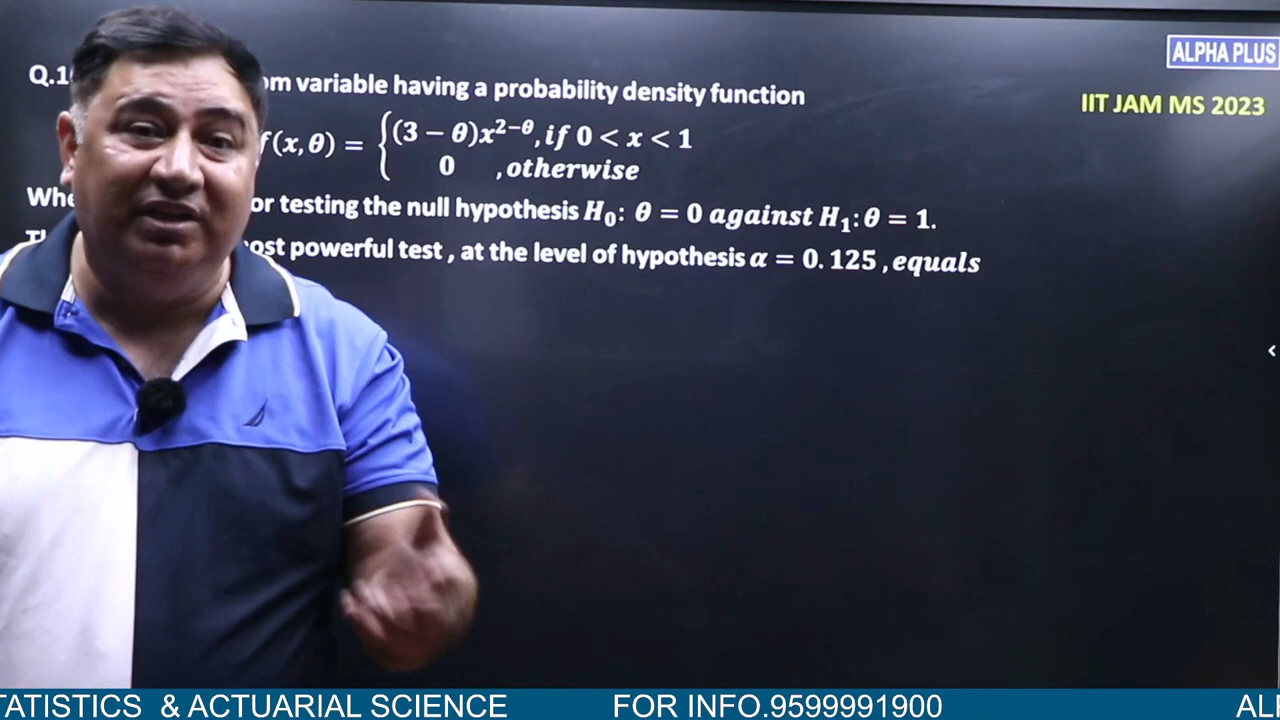 ALPHA PLUS
Q.1
om variable having a probability density function
IIT JAM MS 2023
f(x, θ) = {(3 − θ)x^{2−θ}, if 0 < x < 1
0 , otherwise
Whe
or testing the null hypothesis H₀: θ = 0 against H₁: θ = 1.
ost powerful test , at the level of hypothesis α = 0.125 , equals
TATISTICS & ACTUARIAL SCIENCE FOR INFO.9599991900 AL